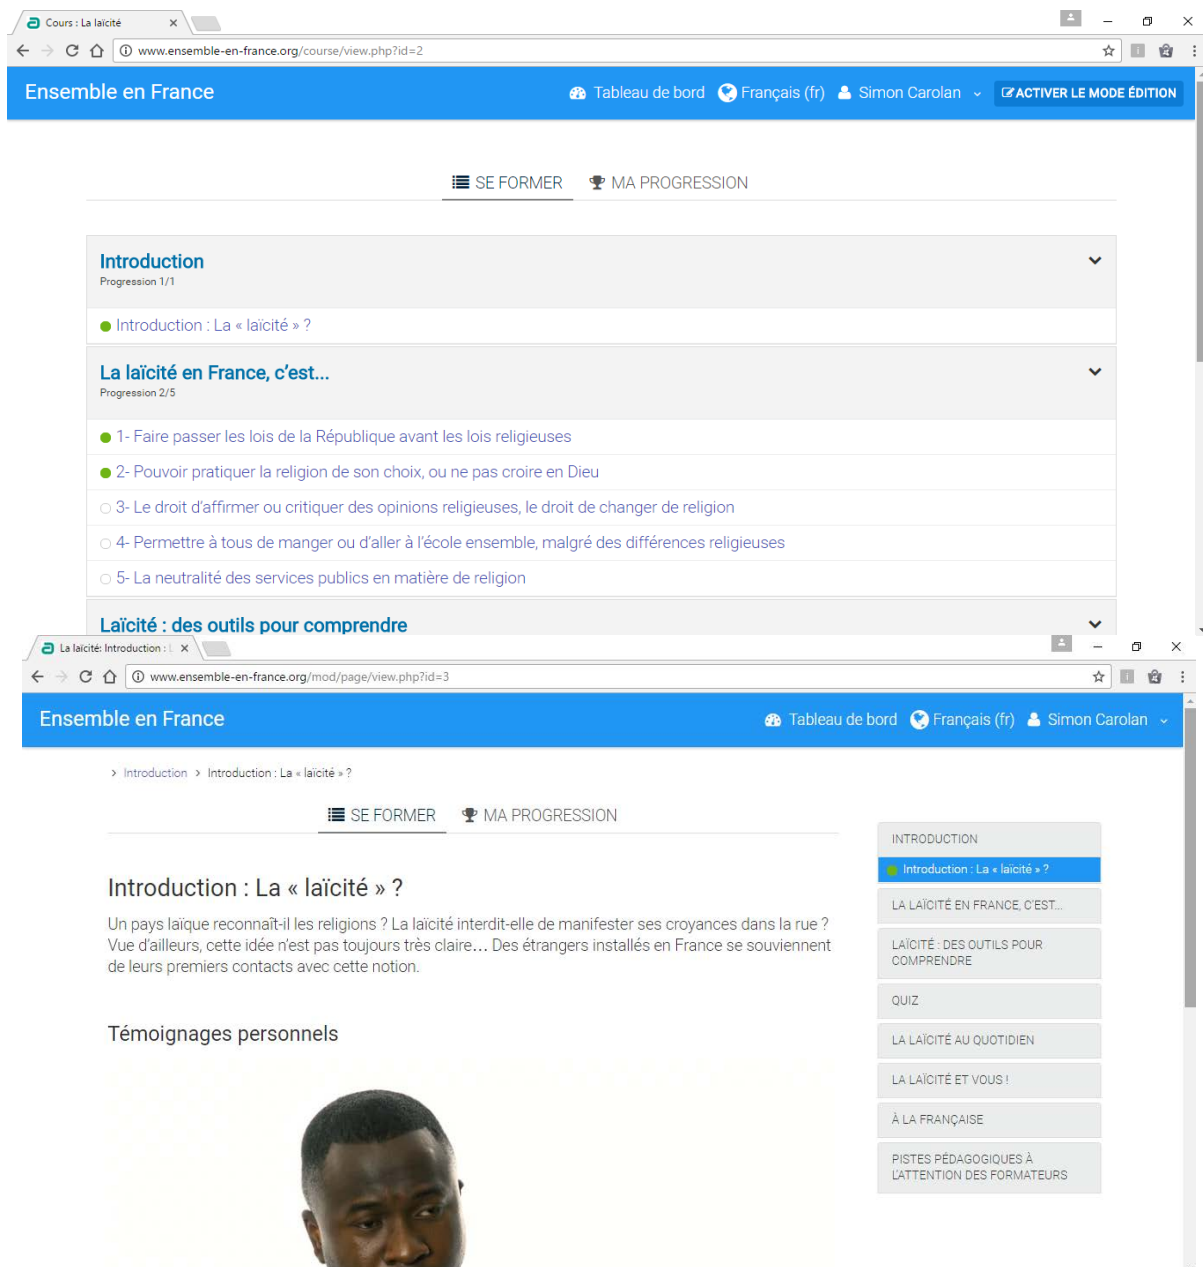 Cours : La laïcité
www.ensemble-en-france.org/course/view.php?id=2
Ensemble en France
Tableau de bord
Français (fr)
Simon Carolan
ACTIVER LE MODE ÉDITION
SE FORMER
MA PROGRESSION
Introduction
Progression 1/1
Introduction : La « laïcité » ?
La laïcité en France, c’est...
Progression 2/5
1- Faire passer les lois de la République avant les lois religieuses
2- Pouvoir pratiquer la religion de son choix, ou ne pas croire en Dieu
3- Le droit d’affirmer ou critiquer des opinions religieuses, le droit de changer de religion
4- Permettre à tous de manger ou d’aller à l’école ensemble, malgré des différences religieuses
5- La neutralité des services publics en matière de religion
Laïcité : des outils pour comprendre
La laïcité: Introduction :
www.ensemble-en-france.org/mod/page/view.php?id=3
Ensemble en France
Tableau de bord
Français (fr)
Simon Carolan
> Introduction > Introduction : La « laïcité » ?
SE FORMER
MA PROGRESSION
Introduction : La « laïcité » ?
Un pays laïque reconnaît-il les religions ? La laïcité interdit-elle de manifester ses croyances dans la rue ?
Vue d’ailleurs, cette idée n’est pas toujours très claire… Des étrangers installés en France se souviennent
de leurs premiers contacts avec cette notion.
Témoignages personnels
INTRODUCTION
Introduction : La « laïcité » ?
LA LAÏCITÉ EN FRANCE, C’EST...
LAÏCITÉ : DES OUTILS POUR
COMPRENDRE
QUIZ
LA LAÏCITÉ AU QUOTIDIEN
LA LAÏCITÉ ET VOUS !
À LA FRANÇAISE
PISTES PÉDAGOGIQUES À
L’ATTENTION DES FORMATEURS